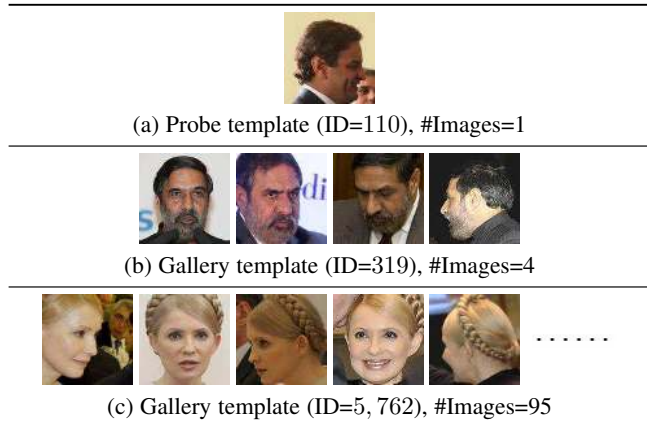 (a) Probe template (ID=110), #Images=1
di
(b) Gallery template (ID=319), #Images=4
......
(c) Gallery template (ID=5, 762), #Images=95